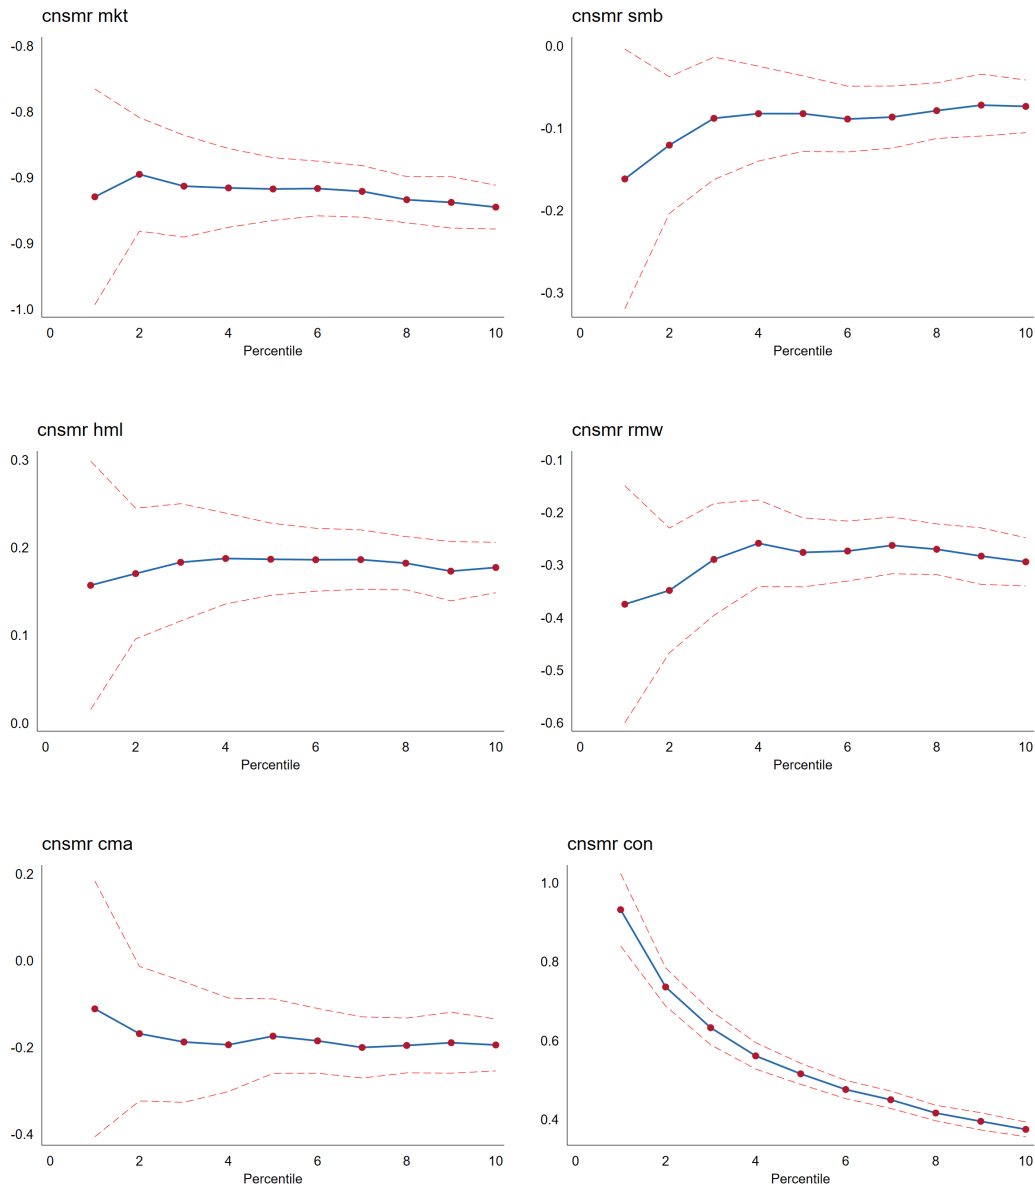 cnsmr mkt
-0.8
-0.8
-0.9
-0.9
-1.0
0 2 4 6 8 10
Percentile
cnsmr smb
0.0
-0.1
-0.2
-0.3
0 2 4 6 8 10
Percentile
cnsmr hml
0.3
0.2
0.1
0.0
0 2 4 6 8 10
Percentile
cnsmr rmw
-0.1
-0.2
-0.3
-0.4
-0.5
-0.6
0 2 4 6 8 10
Percentile
cnsmr cma
0.2
0.0
-0.2
-0.4
0 2 4 6 8 10
Percentile
cnsmr con
1.0
0.8
0.6
0.4
0 2 4 6 8 10
Percentile